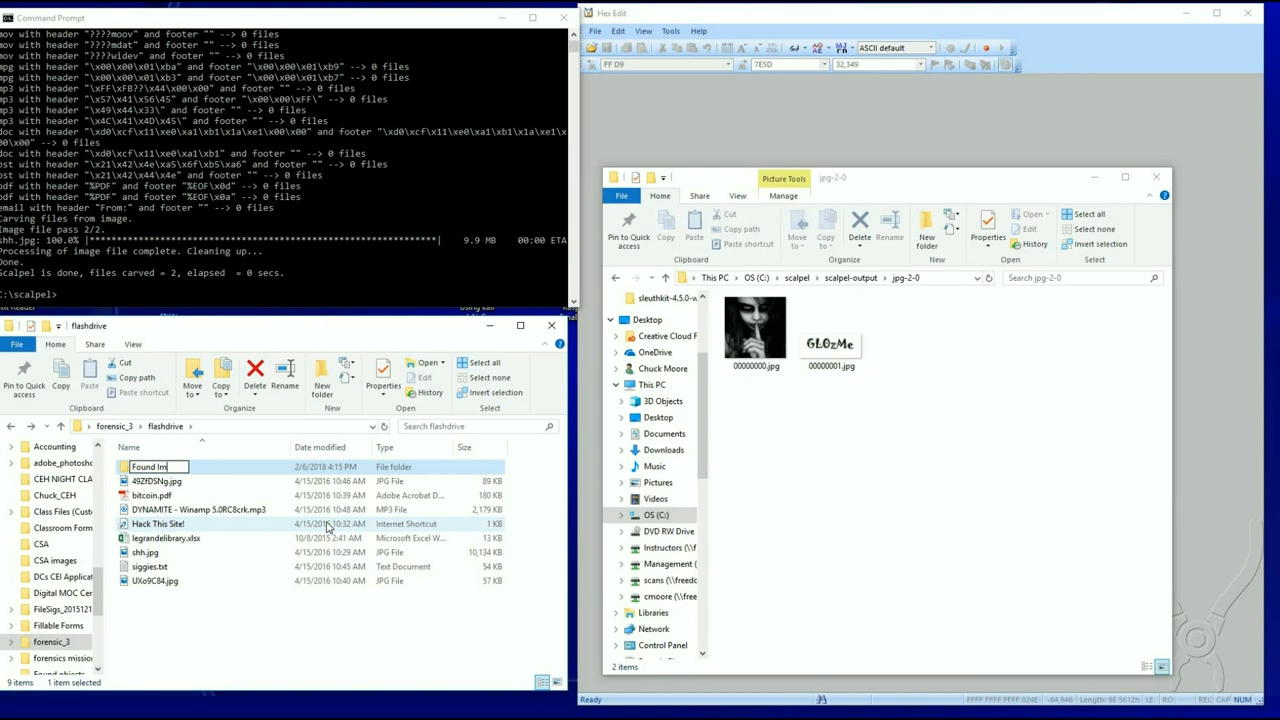 Command Prompt
mov with header "????moov" and footer "" --> 0 files
mov with header "????mdat" and footer "" --> 0 files
mov with header "????widev" and footer "" --> 0 files
mpg with header "\x00\x00\x01\xba" and footer "\x00\x00\x01\xb9" --> 0 files
mpg with header "\x00\x00\x01\xb3" and footer "\x00\x00\x01\xb7" --> 0 files
mp3 with header "\xFF\xFB??\x44\x00\x00" and footer "" --> 0 files
mp3 with header "\x57\x41\x56\x45" and footer "\x00\x00\xFF\" --> 0 files
mp3 with header "\x49\x44\x33\" and footer "" --> 0 files
mp3 with header "\x4C\x41\x4D\x45\" and footer "" --> 0 files
doc with header "\xd0\xcf\x11\xe0\xa1\xb1\x1a\xe1\x00\x00" and footer "\xd0\xcf\x11\xe0\xa1\xb1\x1a\xe1\x
00\x00" --> 0 files
doc with header "\xd0\xcf\x11\xe0\xa1\xb1" and footer "" --> 0 files
ost with header "\x21\x42\x4e\xa5\x6f\xb5\xa6" and footer "" --> 0 files
ost with header "\x21\x42\x44\x4e" and footer "" --> 0 files
pdf with header "%PDF" and footer "%EOF\x0d" --> 0 files
pdf with header "%PDF" and footer "%EOF\x0a" --> 0 files
email with header "From:" and footer "" --> 0 files
Carving files from image.
Image file pass 2/2.
shh.jpg: 100.0% 9.9 MB 00:00 ETA
Processing of image file complete. Cleaning up...
Done.
Scalpel is done, files carved = 2, elapsed = 0 secs.
C:\scalpel>
flashdrive
File Home Share View
Pin to Quick access
Copy
Paste
Cut
Copy path
Paste shortcut
Clipboard
Move to
Copy to
Delete
Rename
Organize
New folder
New
Properties
Open
Edit
History
Open
Select all
Select none
Invert selection
Select
forensic_3 flashdrive
Search flashdrive
Accounting
adobe_photosho
CEH NIGHT CLA
Chuck_CEH
Class Files (Custo
Classroom Form
CSA
CSA images
DCs CEI Applicat
Digital MOC Cer
FileSigs_2015121
Fillable Forms
forensic_3
forensics mission
Name Date modified Type Size
Found Im 2/6/2018 4:15 PM File folder
49ZfDSNg.jpg 4/15/2016 10:46 AM JPG File 89 KB
bitcoin.pdf 4/15/2016 10:39 AM Adobe Acrobat D... 180 KB
DYNAMITE - Winamp 5.0RC8crk.mp3 4/15/2016 10:48 AM MP3 File 2,179 KB
Hack This Site! 10:32 AM Internet Shortcut 1 KB
legrandelibrary.xlsx 10/8/2015 2:41 AM Microsoft Excel W... 13 KB
shh.jpg 4/15/2016 10:29 AM JPG File 10,134 KB
siggies.txt 4/15/2016 10:45 AM Text Document 54 KB
UXo9C84.jpg 4/15/2016 10:40 AM JPG File 57 KB
9 items 1 item selected
Hex Edit
File Edit View Tools Help
ASCII default
FF D9 7E5D 32,349
Picture Tools jpg-2-0
File Home Share View Manage
Pin to Quick access
Copy
Paste
Cut
Copy path
Paste shortcut
Clipboard
Move to
Copy to
Delete
Rename
Organize
New folder
New
Properties
Open
Edit
History
Open
Select all
Select none
Invert selection
Select
This PC OS (C:) scalpel scalpel-output jpg-2-0
Search jpg-2-0
sleuthkit-4.5.0-w
Desktop
Creative Cloud F
OneDrive
Chuck Moore
This PC
3D Objects
Desktop
Documents
Downloads
Music
Pictures
Videos
OS (C:)
DVD RW Drive
Instructors (\\f
Management (
scans (\\freedc
cmoore (\\free
Libraries
Network
Control Panel
GLOzMe
00000000.jpg
00000001.jpg
2 items
Ready
Length: 9E 5612h LE RO REC CAP NUM